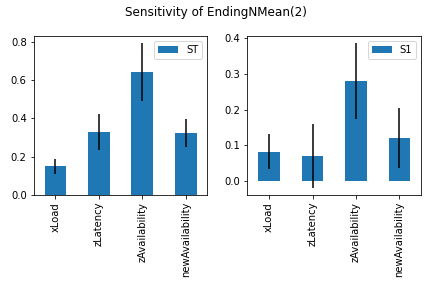 Sensitivity of EndingNMean(2)
0.8
0.6
0.4
0.2
0.0
ST
xLoad
zLatency
zAvailability
newAvailability
0.4
0.3
0.2
0.1
0.0
S1
xLoad
zLatency
zAvailability
newAvailability